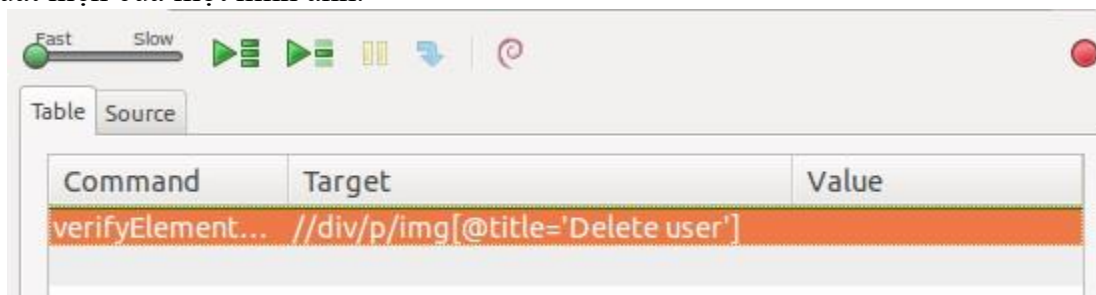 Fast Slow
Table Source
Command Target Value
verifyElement... //div/p/img[@title='Delete user']